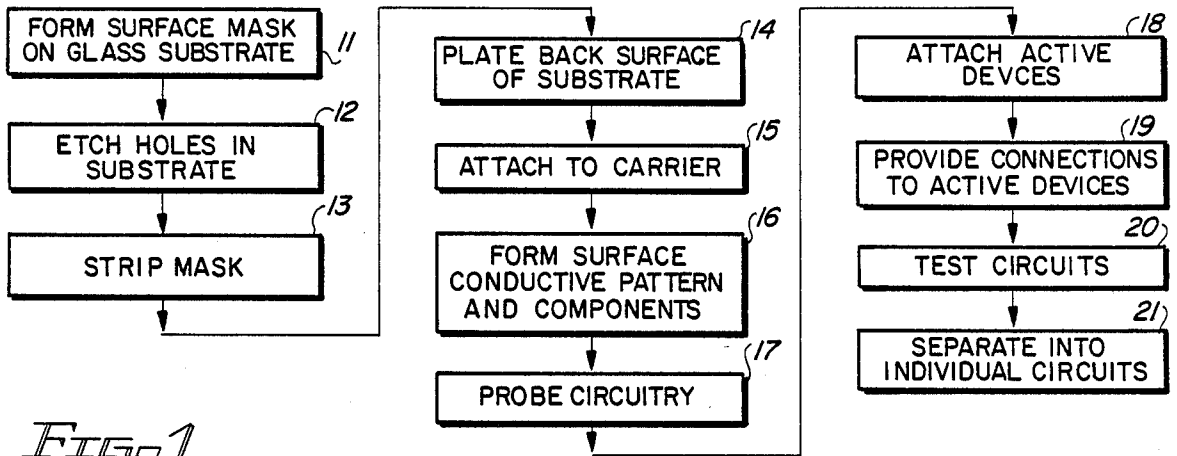 FORM SURFACE MASK
ON GLASS SUBSTRATE
11
12
ETCH HOLES IN
SUBSTRATE
13
STRIP MASK
14
PLATE BACK SURFACE
OF SUBSTRATE
15
ATTACH TO CARRIER
16
FORM SURFACE
CONDUCTIVE PATTERN
AND COMPONENTS
17
PROBE CIRCUITRY
18
ATTACH ACTIVE
DEVCES
19
PROVIDE CONNECTIONS
TO ACTIVE DEVICES
20
TEST CIRCUITS
21
SEPARATE INTO
INDIVIDUAL CIRCUITS
FIG. 1